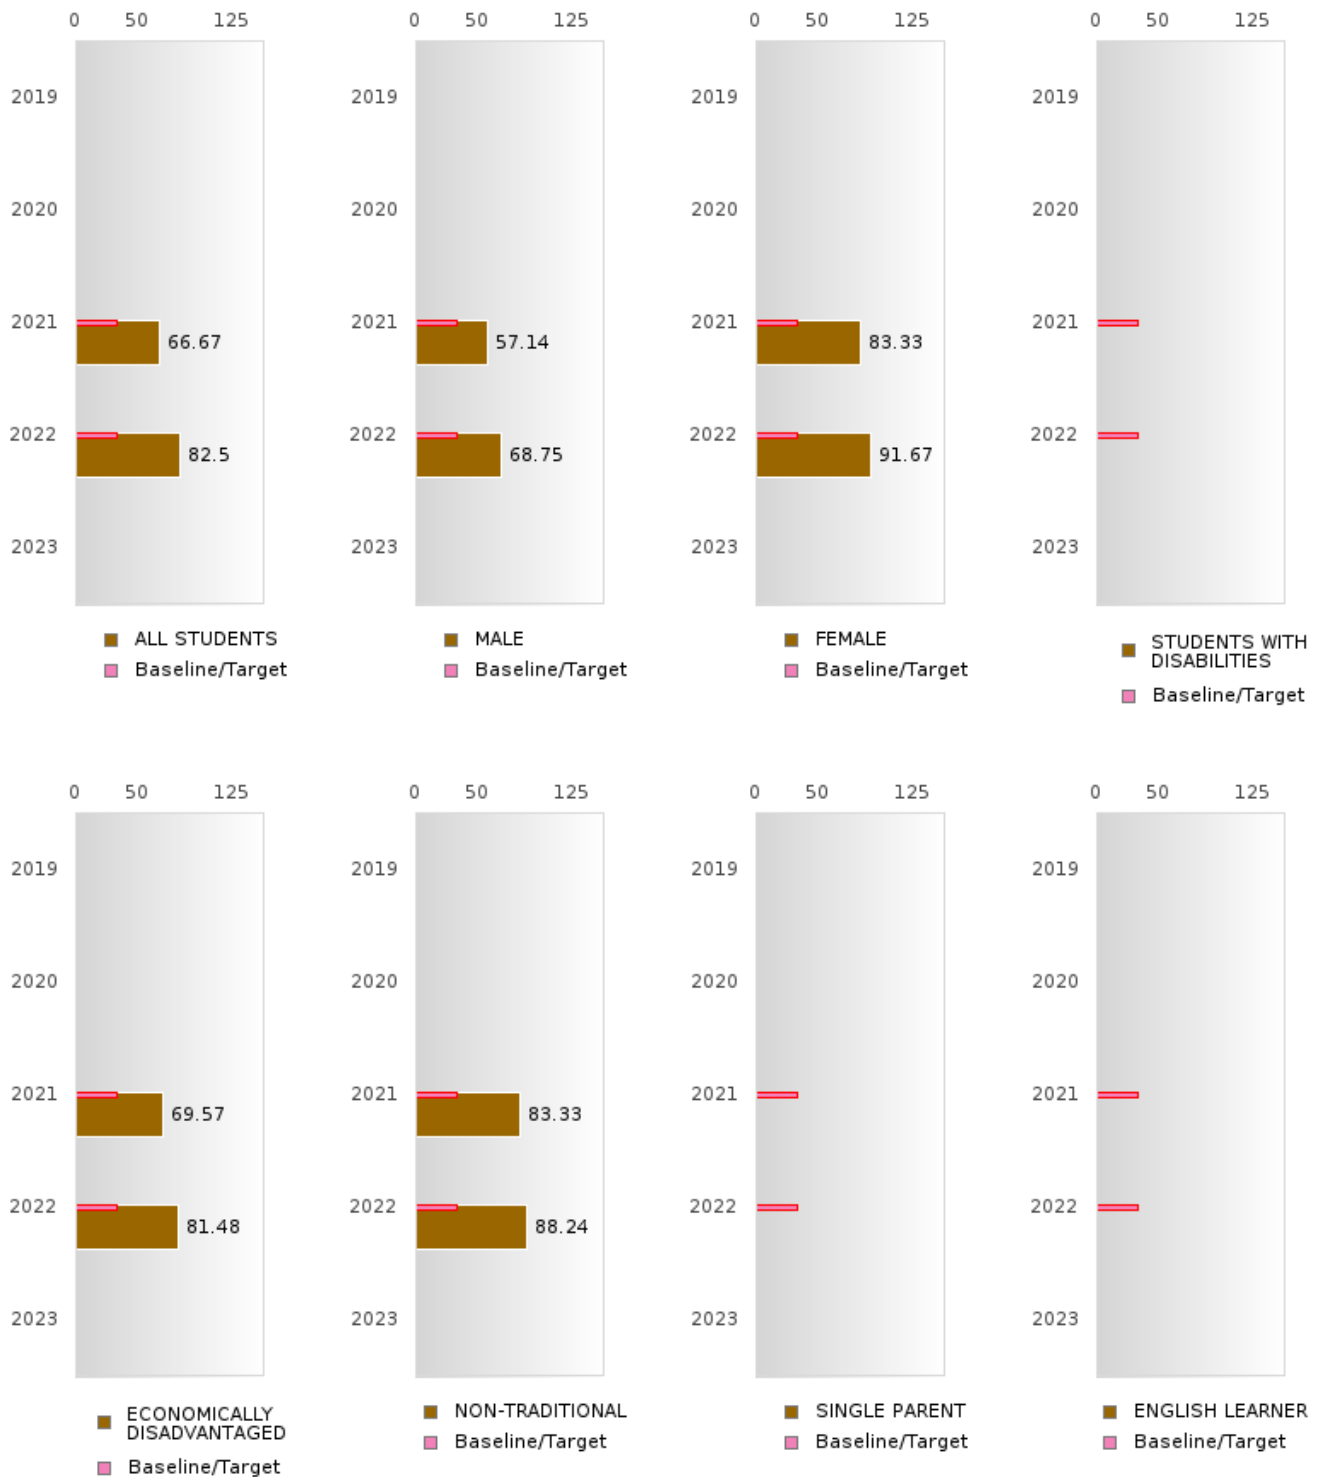 0 50 125
2019
2020
2021
66.67
2022
82.5
2023
ALL STUDENTS
Baseline/Target
0 50 125
2019
2020
2021
57.14
2022
68.75
2023
MALE
Baseline/Target
0 50 125
2019
2020
2021
83.33
2022
91.67
2023
FEMALE
Baseline/Target
0 50 125
2019
2020
2021
2022
2023
STUDENTS WITH
DISABILITIES
Baseline/Target
0 50 125
2019
2020
2021
69.57
2022
81.48
2023
ECONOMICALLY
DISADVANTAGED
Baseline/Target
0 50 125
2019
2020
2021
83.33
2022
88.24
2023
NON-TRADITIONAL
Baseline/Target
0 50 125
2019
2020
2021
2022
2023
SINGLE PARENT
Baseline/Target
0 50 125
2019
2020
2021
2022
2023
ENGLISH LEARNER
Baseline/Target